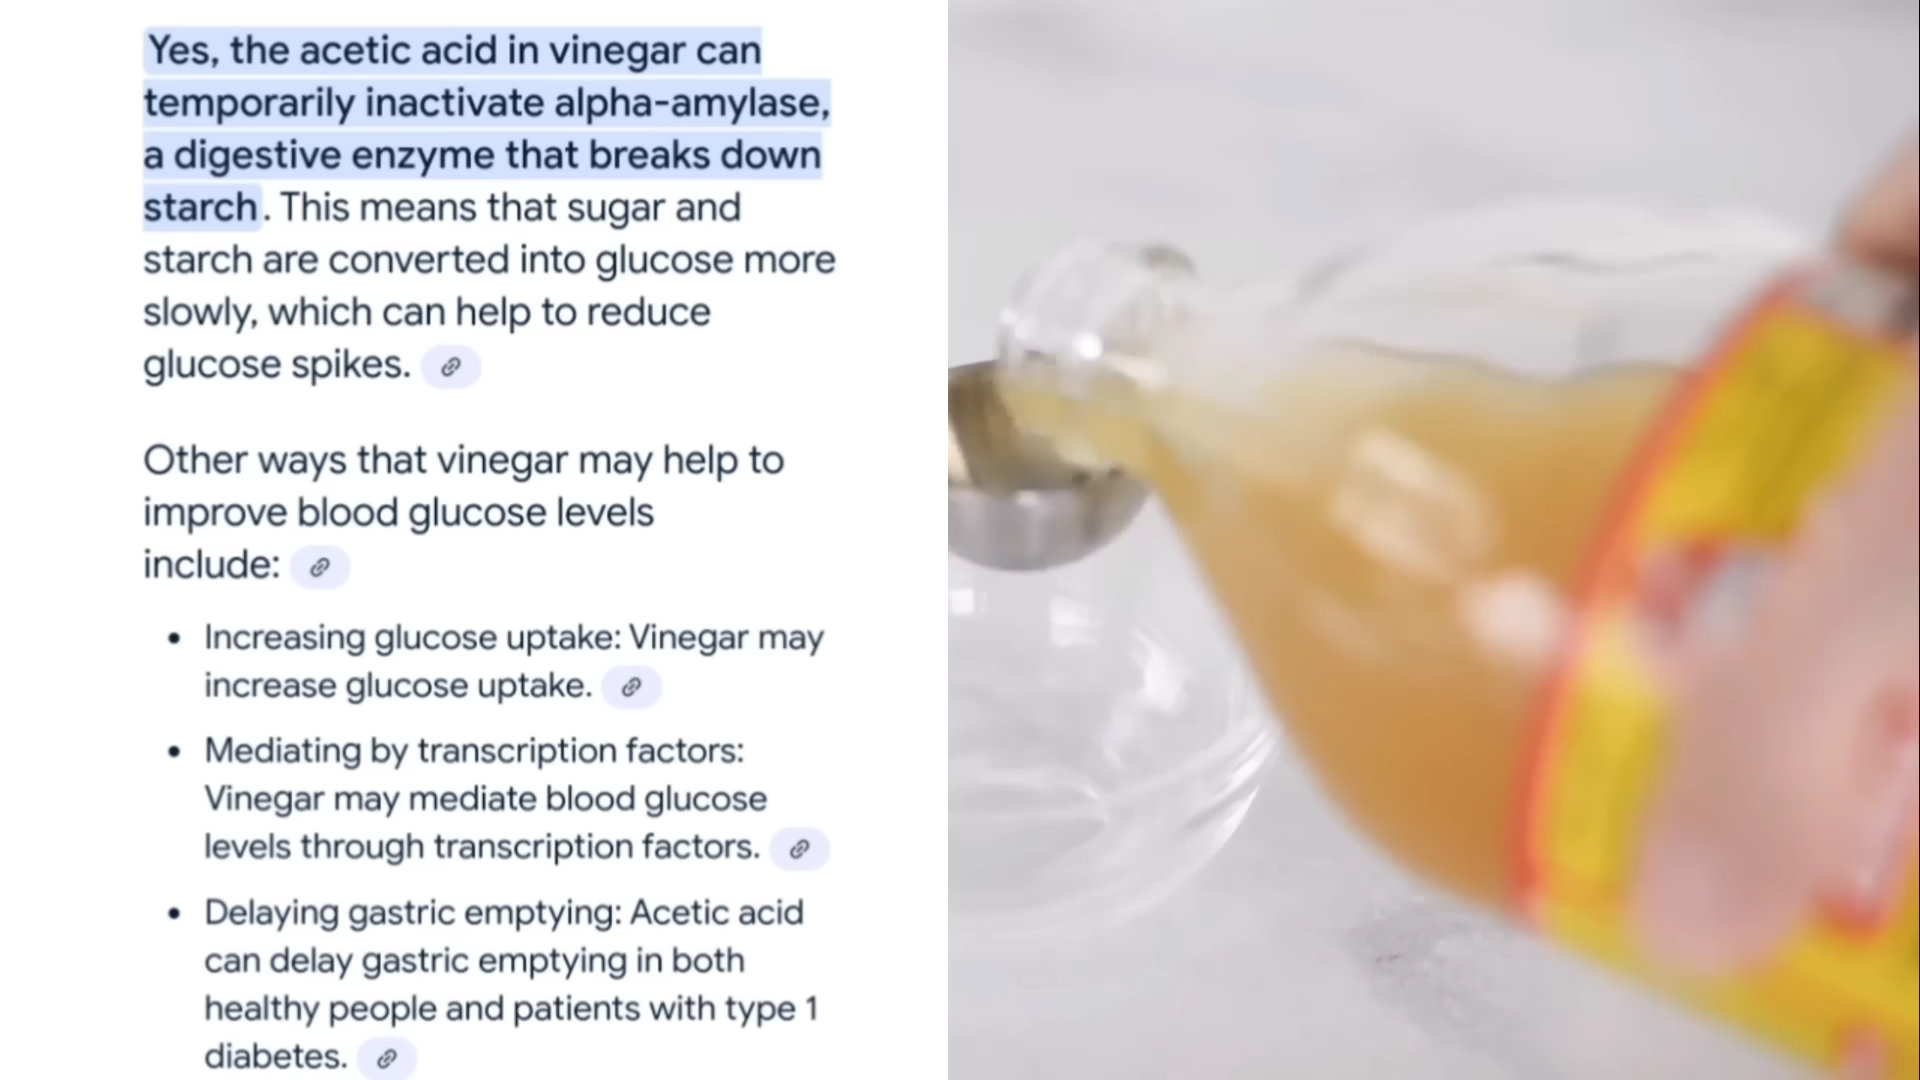 Yes, the acetic acid in vinegar can
temporarily inactivate alpha-amylase,
a digestive enzyme that breaks down
starch. This means that sugar and
starch are converted into glucose more
slowly, which can help to reduce
glucose spikes.
Other ways that vinegar may help to
improve blood glucose levels
include:
• Increasing glucose uptake: Vinegar may
increase glucose uptake.
• Mediating by transcription factors:
Vinegar may mediate blood glucose
levels through transcription factors.
• Delaying gastric emptying: Acetic acid
can delay gastric emptying in both
healthy people and patients with type 1
diabetes.